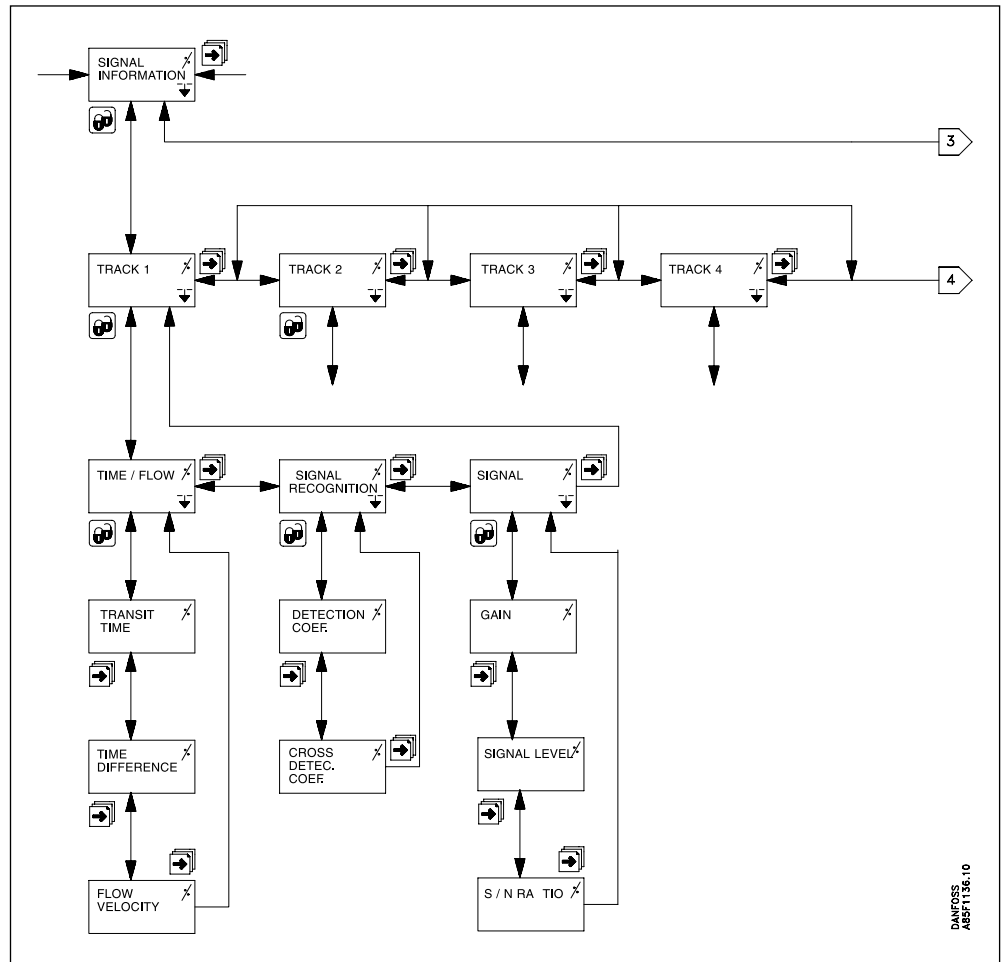 SIGNAL
INFORMATION
3
TRACK 1
TRACK 2
TRACK 3
TRACK 4
4
TIME / FLOW
SIGNAL
RECOGNITION
SIGNAL
TRANSIT
TIME
DETECTION
COEF.
GAIN
TIME
DIFFERENCE
CROSS
DETEC.
COEF.
SIGNAL LEVEL
FLOW
VELOCITY
S / N RA TIO
DANFOSS
A85F1136.10